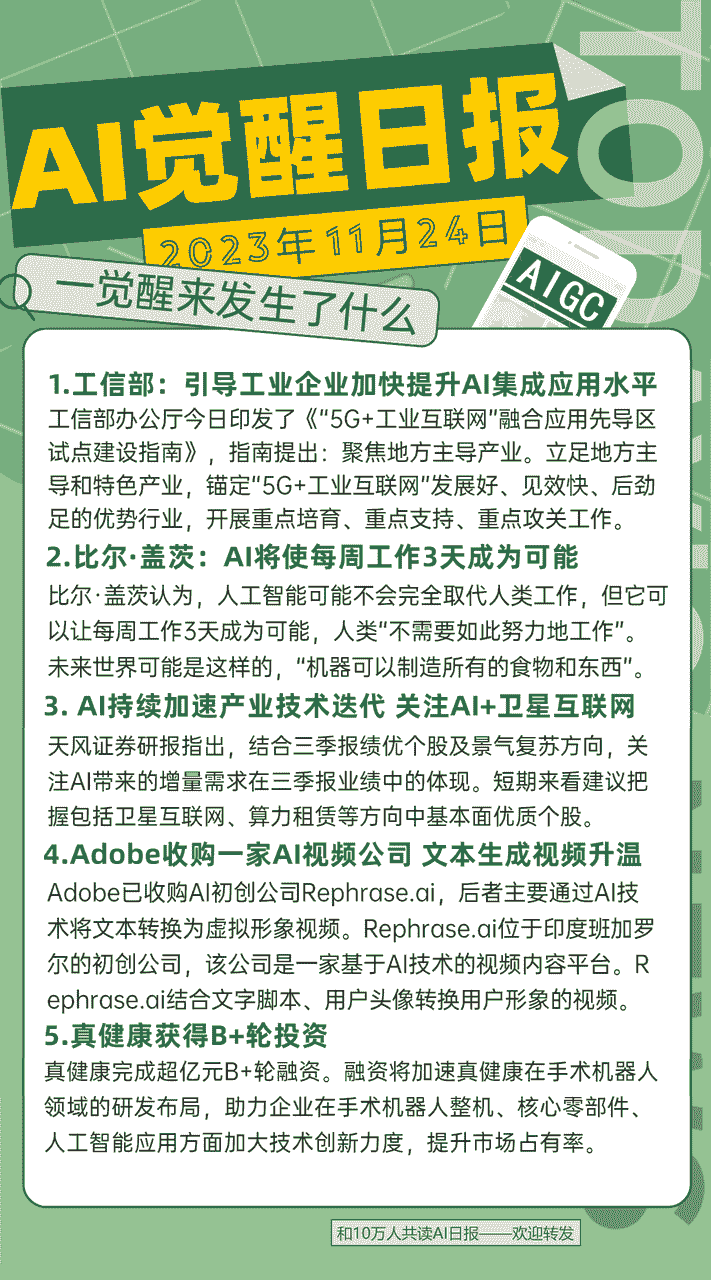 AI觉醒日报
2023年11月24日
一觉醒来发生了什么
AIGC
1.工信部：引导工业企业加快提升AI集成应用水平
工信部办公厅今日印发了《“5G+工业互联网”融合应用先导区
试点建设指南》，指南提出：聚焦地方主导产业。立足地方主
导和特色产业，锚定“5G+工业互联网”发展好、见效快、后劲
足的优势行业，开展重点培育、重点支持、重点攻关工作。
2.比尔·盖茨：AI将使每周工作3天成为可能
比尔·盖茨认为，人工智能可能不会完全取代人类工作，但它可
以让每周工作3天成为可能，人类“不需要如此努力地工作”。
未来世界可能是这样的，“机器可以制造所有的食物和东西”。
3. AI持续加速产业技术迭代 关注AI+卫星互联网
天风证券研报指出，结合三季报绩优个股及景气复苏方向，关
注AI带来的增量需求在三季报业绩中的体现。短期来看建议把
握包括卫星互联网、算力租赁等方向中基本面优质个股。
4.Adobe收购一家AI视频公司 文本生成视频升温
Adobe已收购AI初创公司Rephrase.ai，后者主要通过AI技
术将文本转换为虚拟形象视频。Rephrase.ai位于印度班加罗
尔的初创公司，该公司是一家基于AI技术的视频内容平台。R
ephrase.ai结合文字脚本、用户头像转换用户形象的视频。
5.真健康获得B+轮投资
真健康完成超亿元B+轮融资。融资将加速真健康在手术机器人
领域的研发布局，助力企业在手术机器人整机、核心零部件、
人工智能应用方面加大技术创新力度，提升市场占有率。
和10万人共读AI日报——欢迎转发